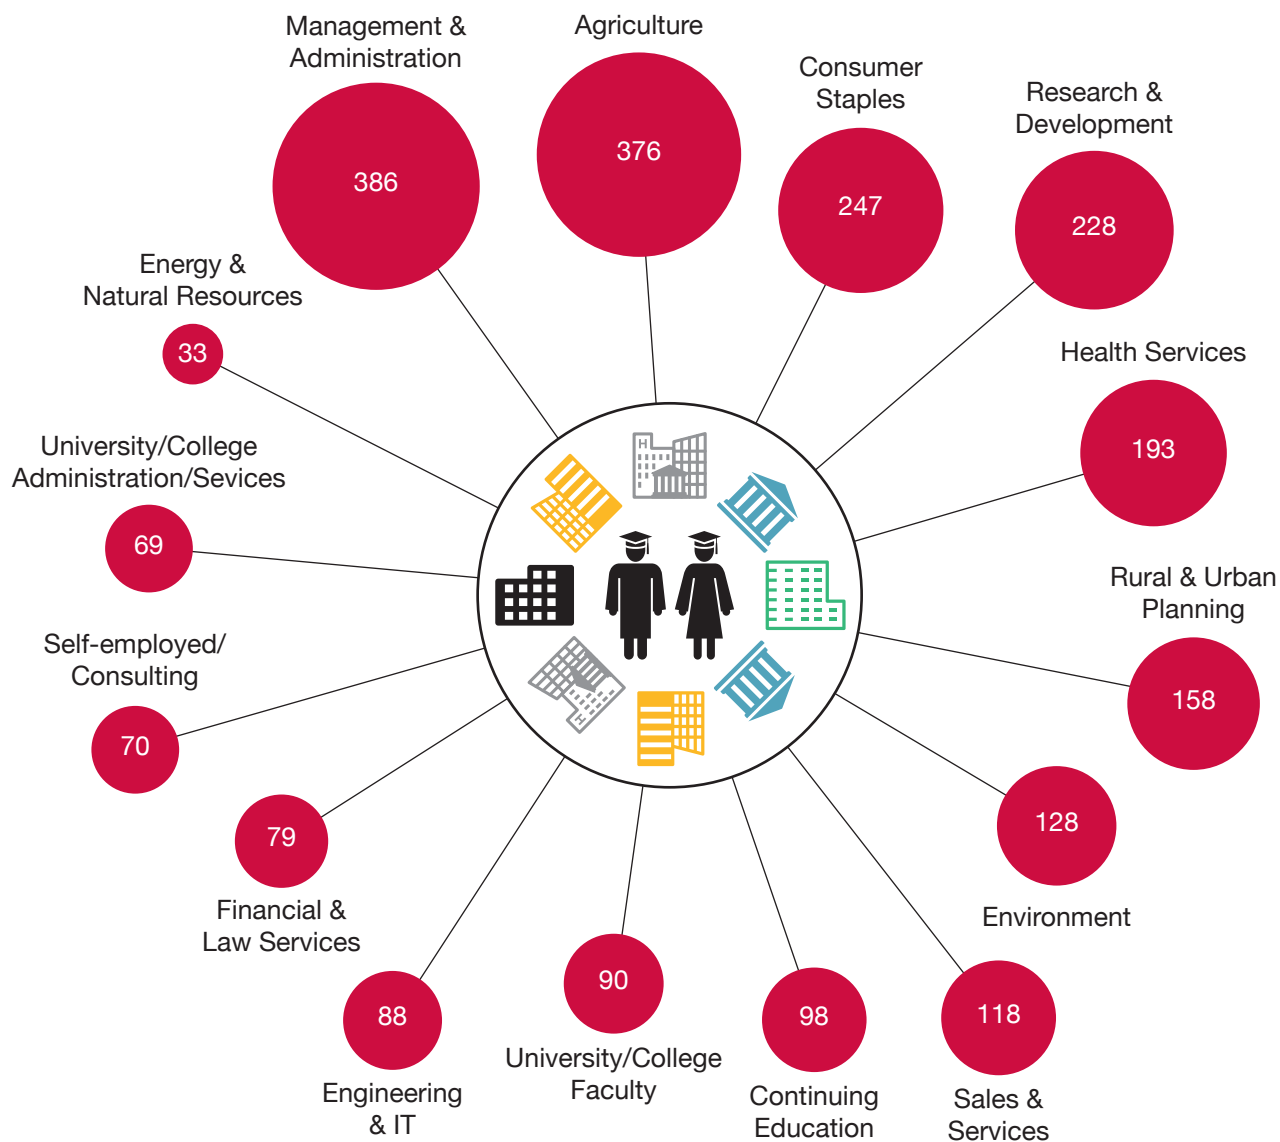 Management &
Administration
386
Agriculture
376
Consumer
Staples
247
Research &
Development
228
Health Services
193
Rural & Urban
Planning
158
128
Environment
118
Sales &
Services
98
Continuing
Education
90
University/College
Faculty
88
Engineering
& IT
79
Financial &
Law Services
Self-employed/
Consulting
70
University/College
Administration/Sevices
69
Energy &
Natural Resources
33
H
H